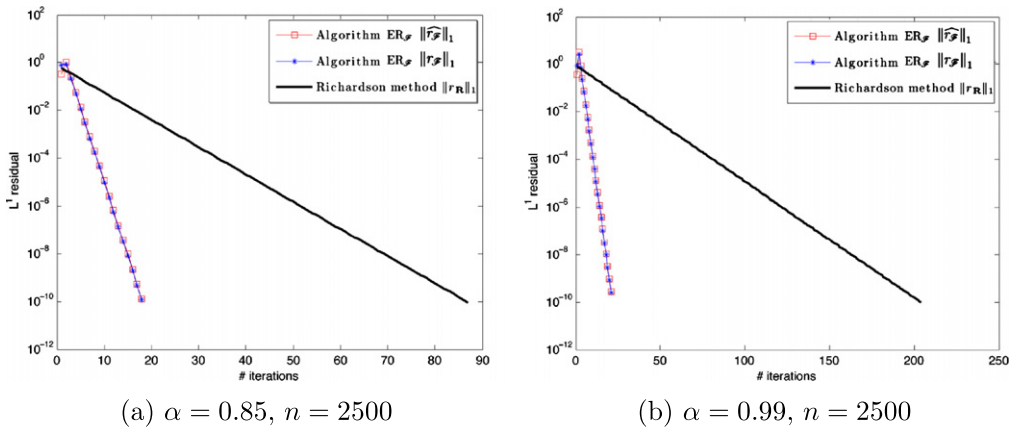 10^2
10^0
10^-2
10^-4
10^-6
10^-8
10^-10
10^-12
L^1 residual
0 10 20 30 40 50 60 70 80 90
# iterations
Algorithm ER_𝓕 ‖r̂_𝓕‖_1
Algorithm ER_𝓕 ‖r_𝓕‖_1
Richardson method ‖r_R‖_1
(a) α = 0.85, n = 2500
10^2
10^0
10^-2
10^-4
10^-6
10^-8
10^-10
10^-12
L^1 residual
0 50 100 150 200 250
# iterations
Algorithm ER_𝓕 ‖r̂_𝓕‖_1
Algorithm ER_𝓕 ‖r_𝓕‖_1
Richardson method ‖r_R‖_1
(b) α = 0.99, n = 2500